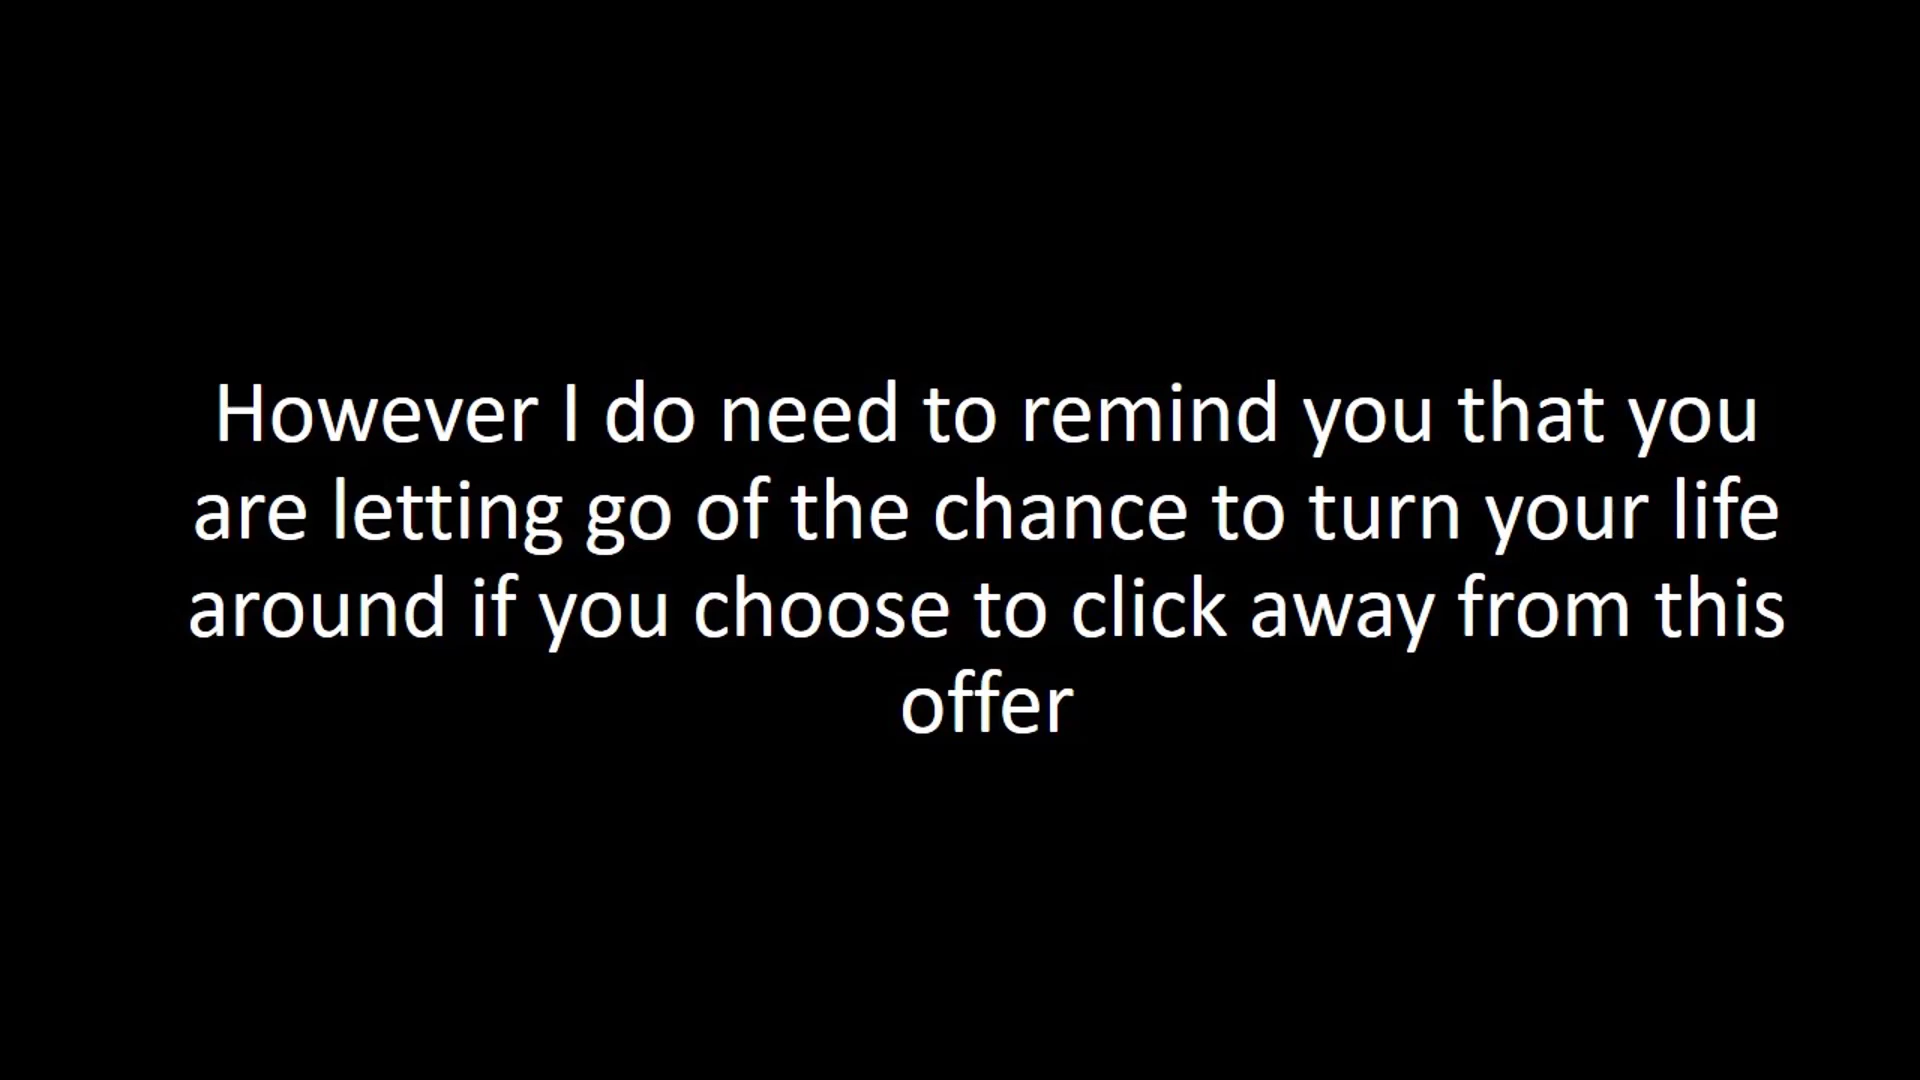 However I do need to remind you that you
are letting go of the chance to turn your life
around if you choose to click away from this
offer